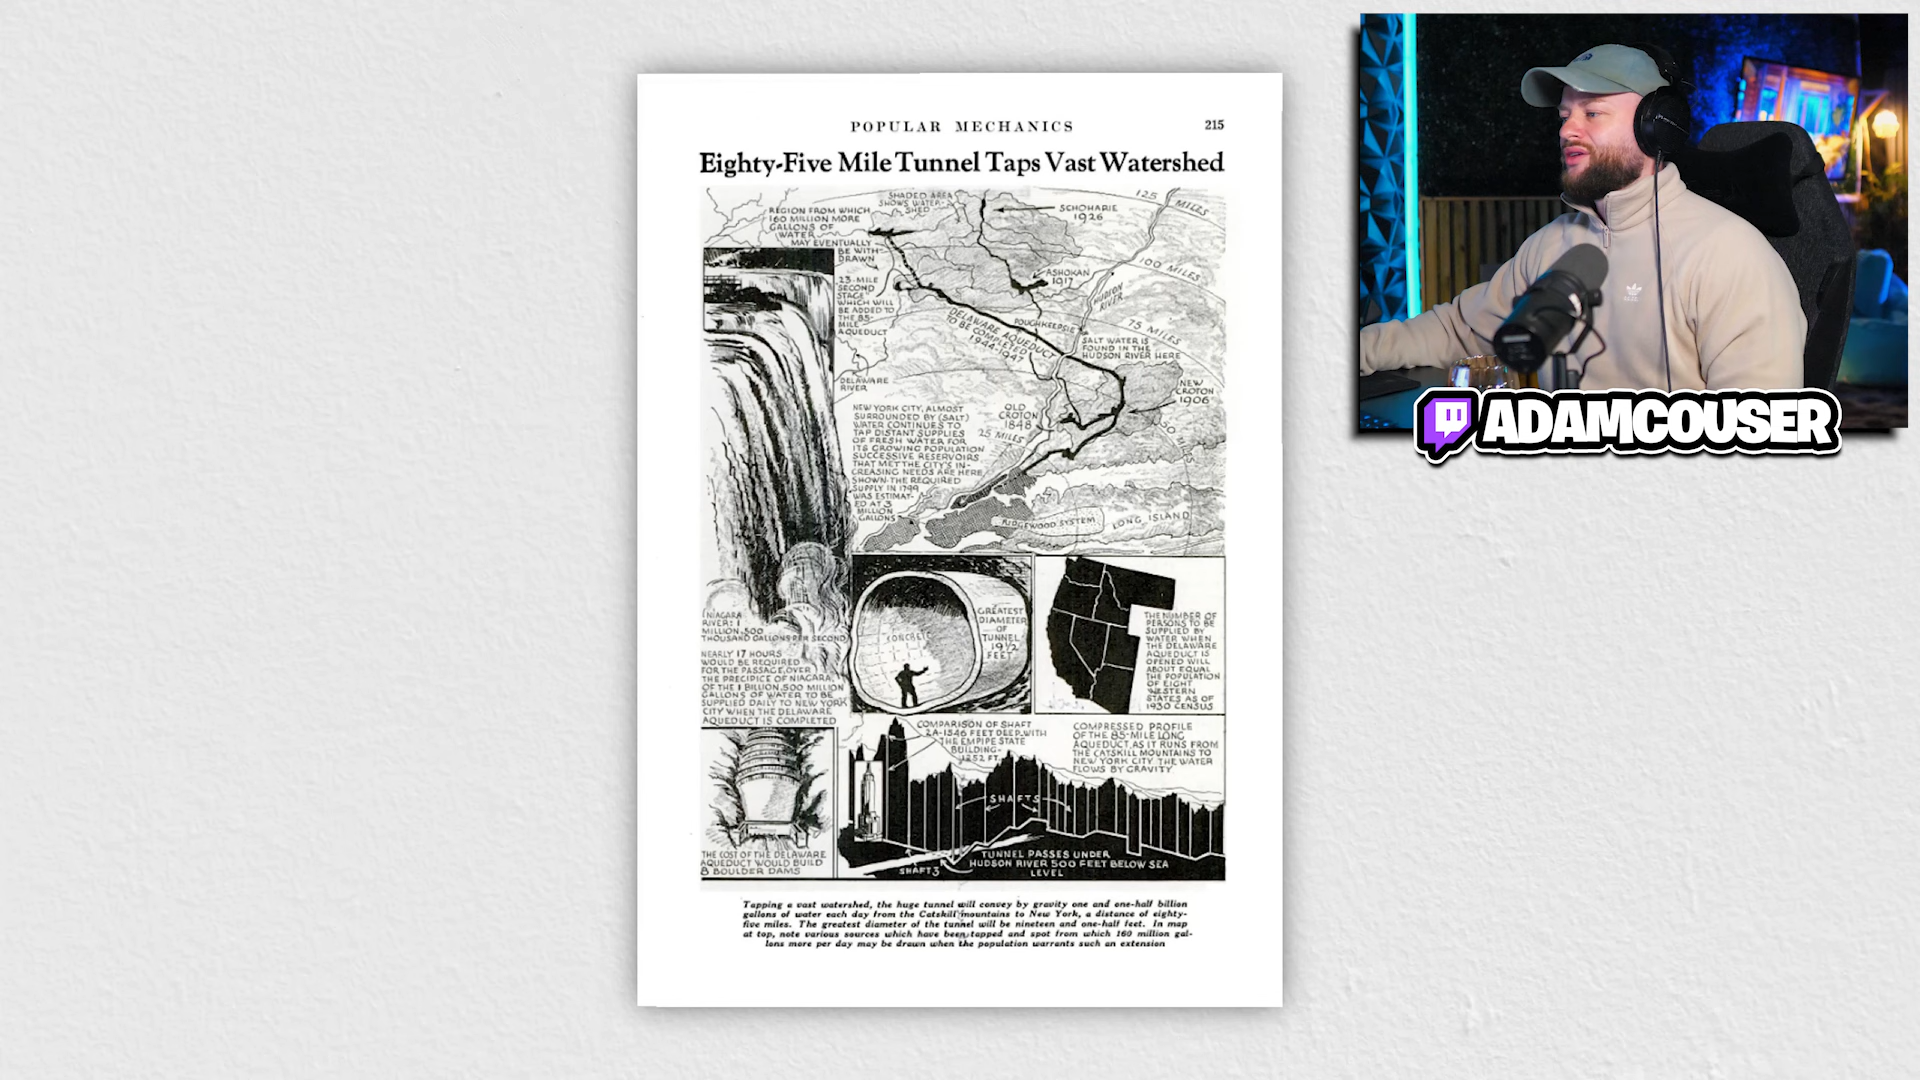 POPULAR MECHANICS
215
Eighty-Five Mile Tunnel Taps Vast Watershed
SHADED AREA
SHOWS WATER-
SHED
REGION FROM WHICH
160 MILLION MORE
GALLONS OF
WATER
MAY EVENTUALLY
BE WITH-
DRAWN
SCHOHARIE
1926
125 MILES
23-MILE
SECOND
STAGE
WHICH WILL
BE ADDED TO
THE 85-
MILE
AQUEDUCT
ASHOKAN
1917
100 MILES
HUDSON
RIVER
DELAWARE AQUEDUCT
TO BE COMPLETED
1944-1947
POUGHKEEPSIE
75 MILES
SALT WATER IS
FOUND IN THE
HUDSON RIVER HERE
DELAWARE
RIVER
NEW
CROTON
1906
OLD
CROTON
1848
50
25 MILES
NEW YORK CITY, ALMOST
SURROUNDED BY (SALT)
WATER CONTINUES TO
TAP DISTANT SUPPLIES
OF FRESH WATER FOR
ITS GROWING POPULATION
SUCCESSIVE RESERVOIRS
THAT MET THE CITY'S IN-
CREASING NEEDS ARE HERE
SHOWN-THE REQUIRED
SUPPLY IN 1799
WAS ESTIMAT-
ED AT 3
MILLION
GALLONS
RIDGEWOOD SYSTEM
LONG ISLAND
NIAGARA
RIVER: 1
MILLION 500
THOUSAND GALLONS PER SECOND
NEARLY 17 HOURS
WOULD BE REQUIRED
FOR THE PASSAGE, OVER
THE PRECIPICE OF NIAGARA,
OF THE 1 BILLION, 500 MILLION
GALLONS OF WATER TO BE
SUPPLIED DAILY TO NEW YORK
CITY WHEN THE DELAWARE
AQUEDUCT IS COMPLETED
CONCRETE
GREATEST
DIAMETER
OF
TUNNEL
19 1/2
FEET
THE NUMBER OF
PERSONS TO BE
SUPPLIED BY
WATER WHEN
THE DELAWARE
AQUEDUCT IS
OPENED WILL
ABOUT EQUAL
THE POPULATION
OF EIGHT
WESTERN
STATES AS OF
1930 CENSUS
THE COST OF THE DELAWARE
AQUEDUCT WOULD BUILD
8 BOULDER DAMS
COMPARISON OF SHAFT
2A-1546 FEET DEEP, WITH
THE EMPIRE STATE
BUILDING-
1252 FT.
COMPRESSED PROFILE
OF THE 85-MILE LONG
AQUEDUCT, AS IT RUNS FROM
THE CATSKILL MOUNTAINS TO
NEW YORK CITY THE WATER
FLOWS BY GRAVITY
SHAFTS
SHAFTS
TUNNEL PASSES UNDER
HUDSON RIVER 500 FEET BELOW SEA
LEVEL
Tapping a vast watershed, the huge tunnel will convey by gravity one and one-half billion
gallons of water each day from the Catskill mountains to New York, a distance of eighty-
five miles. The greatest diameter of the tunnel will be nineteen and one-half feet. In map
at top, note various sources which have been tapped and spot from which 160 million gal-
lons more per day may be drawn when the population warrants such an extension
ADAMCOUSER